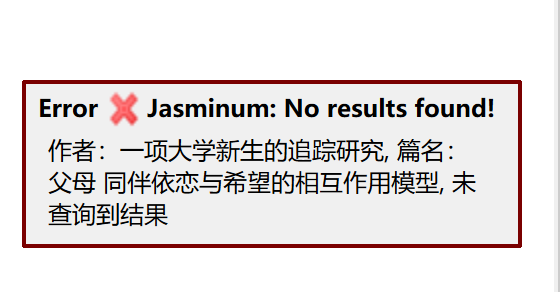 Error ❌ Jasminum: No results found!
作者：一项大学新生的追踪研究, 篇名：
父母 同伴依恋与希望的相互作用模型, 未
查询到结果